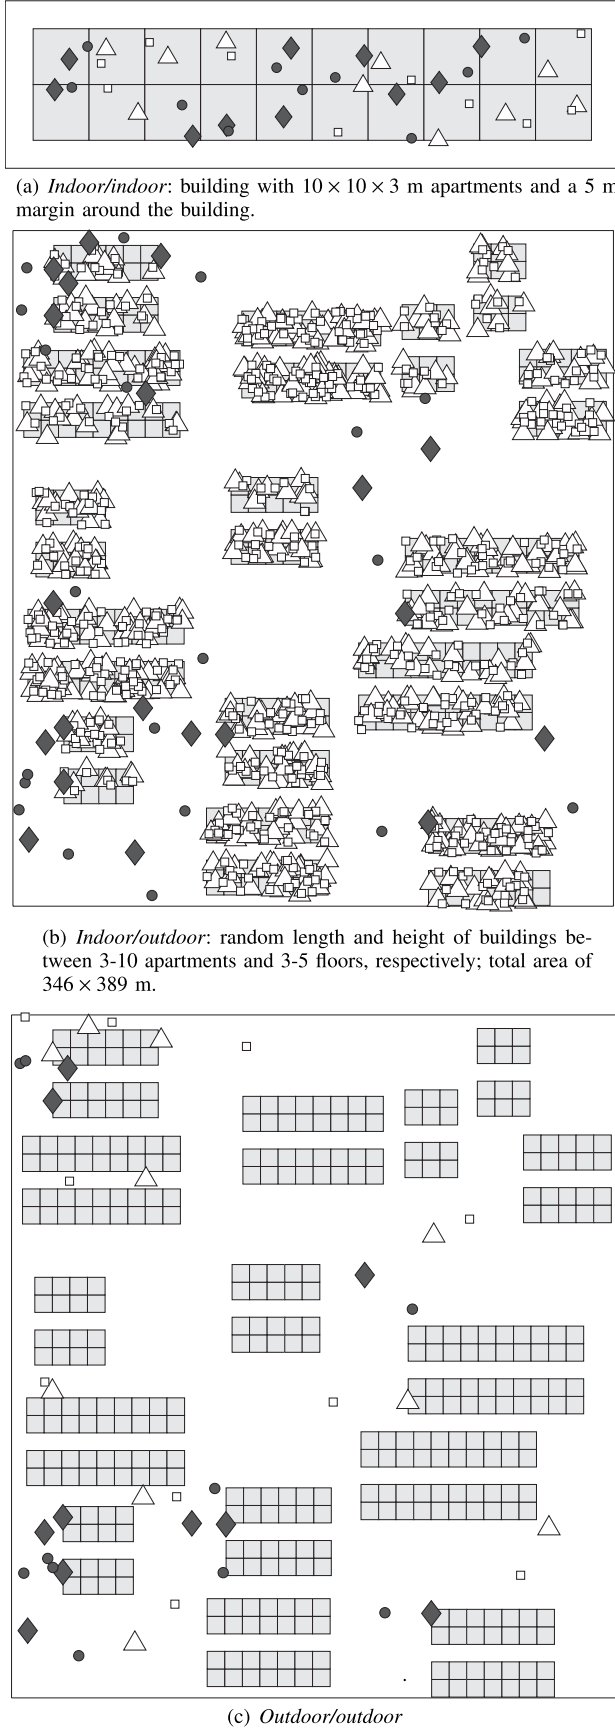 (a) Indoor/indoor: building with 10 × 10 × 3 m apartments and a 5 m
margin around the building.
(b) Indoor/outdoor: random length and height of buildings be-
tween 3-10 apartments and 3-5 floors, respectively; total area of
346 × 389 m.
(c) Outdoor/outdoor